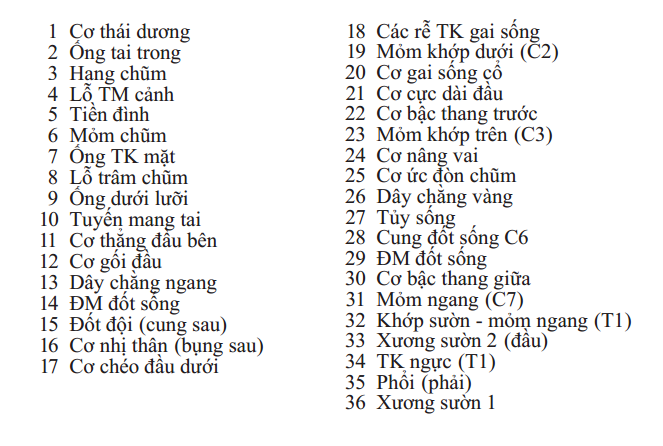 1 Cơ thái dương
2 Ống tai trong
3 Hang chũm
4 Lỗ TM cảnh
5 Tiền đình
6 Mỏm chũm
7 Ống TK mặt
8 Lỗ trâm chũm
9 Ống dưới lưỡi
10 Tuyến mang tai
11 Cơ thẳng đầu bên
12 Cơ gối đầu
13 Dây chằng ngang
14 ĐM đốt sống
15 Đốt đội (cung sau)
16 Cơ nhị thân (bụng sau)
17 Cơ chéo đầu dưới
18 Các rễ TK gai sống
19 Mỏm khớp dưới (C2)
20 Cơ gai sống cổ
21 Cơ cực dài đầu
22 Cơ bậc thang trước
23 Mỏm khớp trên (C3)
24 Cơ nâng vai
25 Cơ ức đòn chũm
26 Dây chằng vàng
27 Tủy sống
28 Cung đốt sống C6
29 ĐM đốt sống
30 Cơ bậc thang giữa
31 Mỏm ngang (C7)
32 Khớp sườn - mỏm ngang (T1)
33 Xương sườn 2 (đầu)
34 TK ngực (T1)
35 Phổi (phải)
36 Xương sườn 1